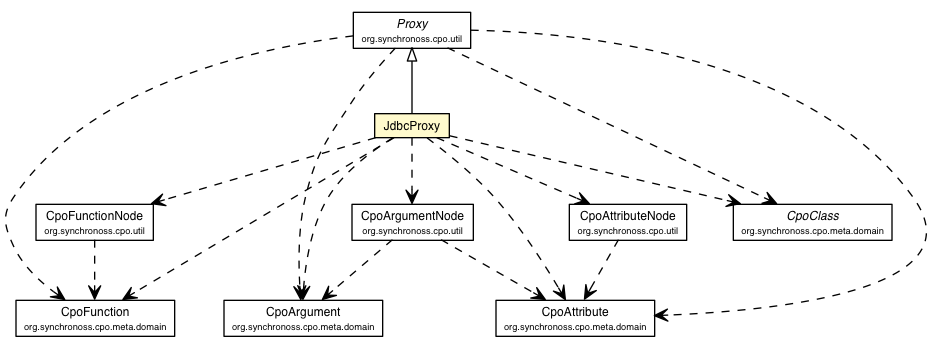 Proxy
org.synchronoss.cpo.util
JdbcProxy
CpoFunctionNode
org.synchronoss.cpo.util
CpoArgumentNode
org.synchronoss.cpo.util
CpoAttributeNode
org.synchronoss.cpo.util
CpoClass
org.synchronoss.cpo.meta.domain
CpoFunction
org.synchronoss.cpo.meta.domain
CpoArgument
org.synchronoss.cpo.meta.domain
CpoAttribute
org.synchronoss.cpo.meta.domain